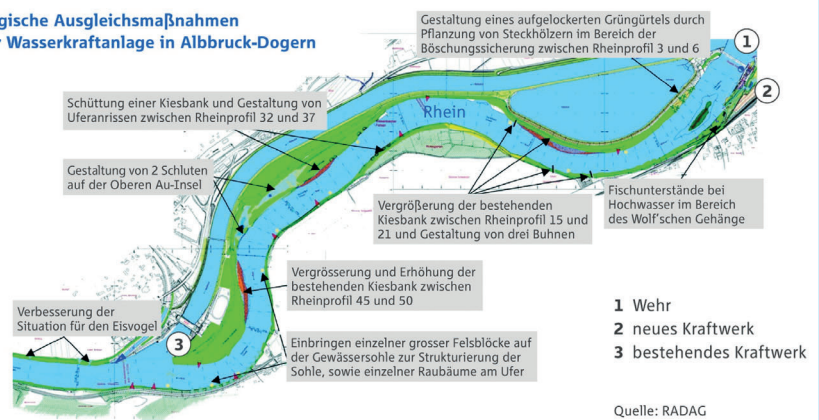 gische Ausgleichsmaßnahmen
Wasserkraftanlage in Albbruck-Dogern
Gestaltung eines aufgelockerten Grüngürtels durch
Pflanzung von Steckhölzern im Bereich der
Böschungssicherung zwischen Rheinprofil 3 und 6
1
2
Schüttung einer Kiesbank und Gestaltung von
Uferanrissen zwischen Rheinprofil 32 und 37
Rhein
Gestaltung von 2 Schluten
auf der Oberen Au-Insel
Vergrößerung der bestehenden
Kiesbank zwischen Rheinprofil 15 und
21 und Gestaltung von drei Buhnen
Fischunterstände bei
Hochwasser im Bereich
des Wolf’schen Gehänge
Vergrösserung und Erhöhung der
bestehenden Kiesbank zwischen
Rheinprofil 45 und 50
Verbesserung der
Situation für den Eisvogel
3
Einbringen einzelner grosser Felsblöcke auf
der Gewässersohle zur Strukturierung der
Sohle, sowie einzelner Raubäume am Ufer
1 Wehr
2 neues Kraftwerk
3 bestehendes Kraftwerk
Quelle: RADAG